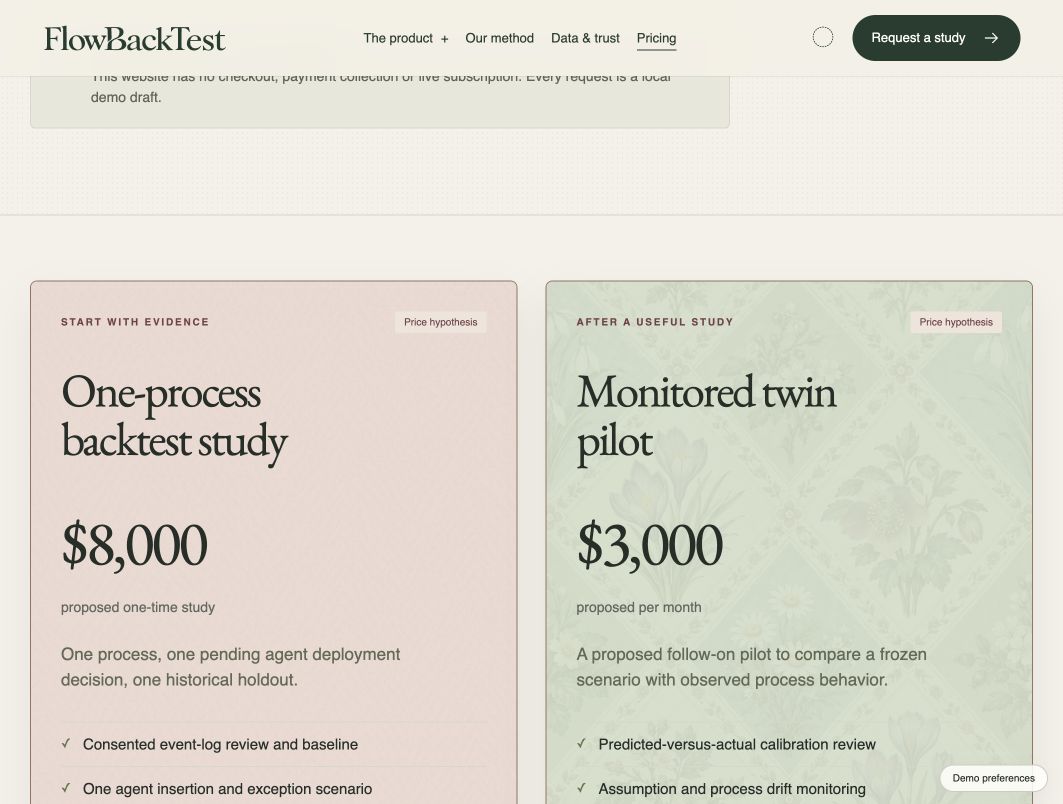 FlowBackTest
The product +
Our method
Data & trust
Pricing
Request a study →
This website has no checkout, payment collection or live subscription. Every request is a local
demo draft.
START WITH EVIDENCE
Price hypothesis
One-process
backtest study
$8,000
proposed one-time study
One process, one pending agent deployment
decision, one historical holdout.
✓ Consented event-log review and baseline
✓ One agent insertion and exception scenario
AFTER A USEFUL STUDY
Price hypothesis
Monitored twin
pilot
$3,000
proposed per month
A proposed follow-on pilot to compare a frozen
scenario with observed process behavior.
✓ Predicted-versus-actual calibration review
✓ Assumption and process drift monitoring
Demo preferences